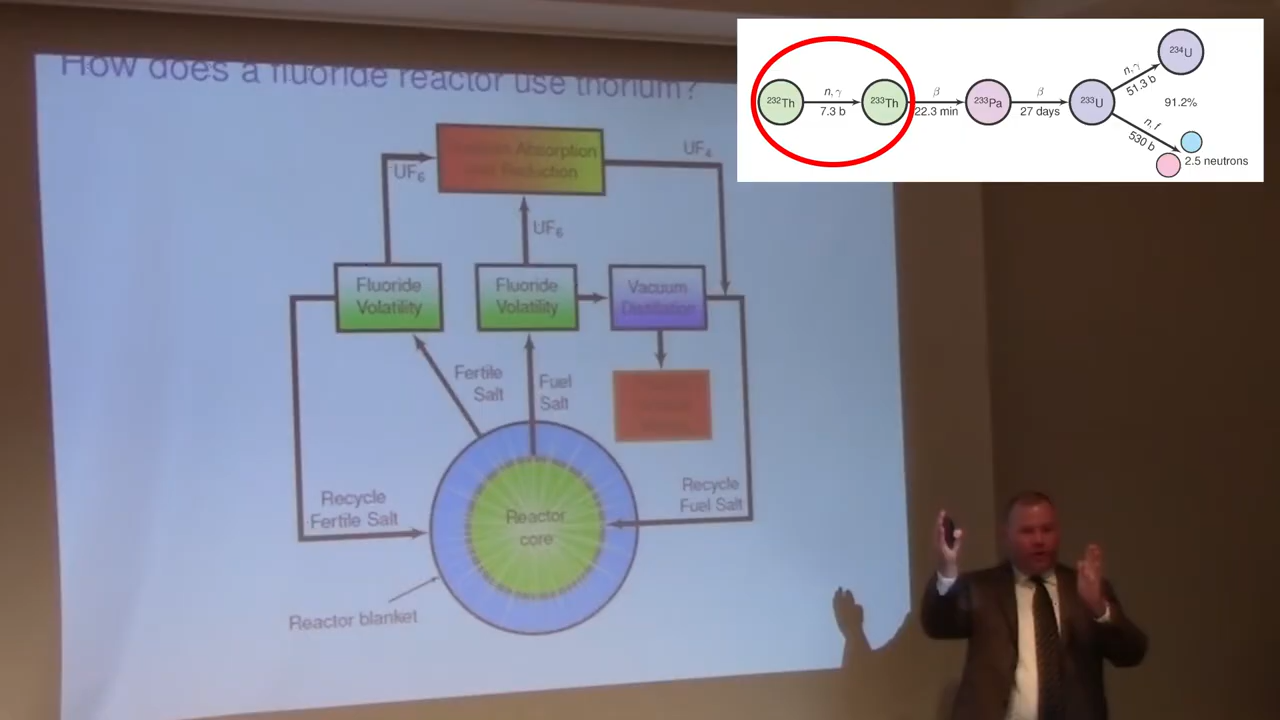 How does a fluoride reactor use thorium?
Absorption
Reduction
UF₆
UF₆
UF₄
Fluoride
Volatility
Fluoride
Volatility
Vacuum
Distillation
Fertile
Salt
Fuel
Salt
Recycle
Fertile Salt
Recycle
Fuel Salt
Reactor
core
Reactor blanket
²³²Th
n, γ
7.3 b
²³³Th
β
22.3 min
²³³Pa
β
27 days
²³³U
n, γ
51.3 b
²³⁴U
91.2%
n, f
530 b
2.5 neutrons